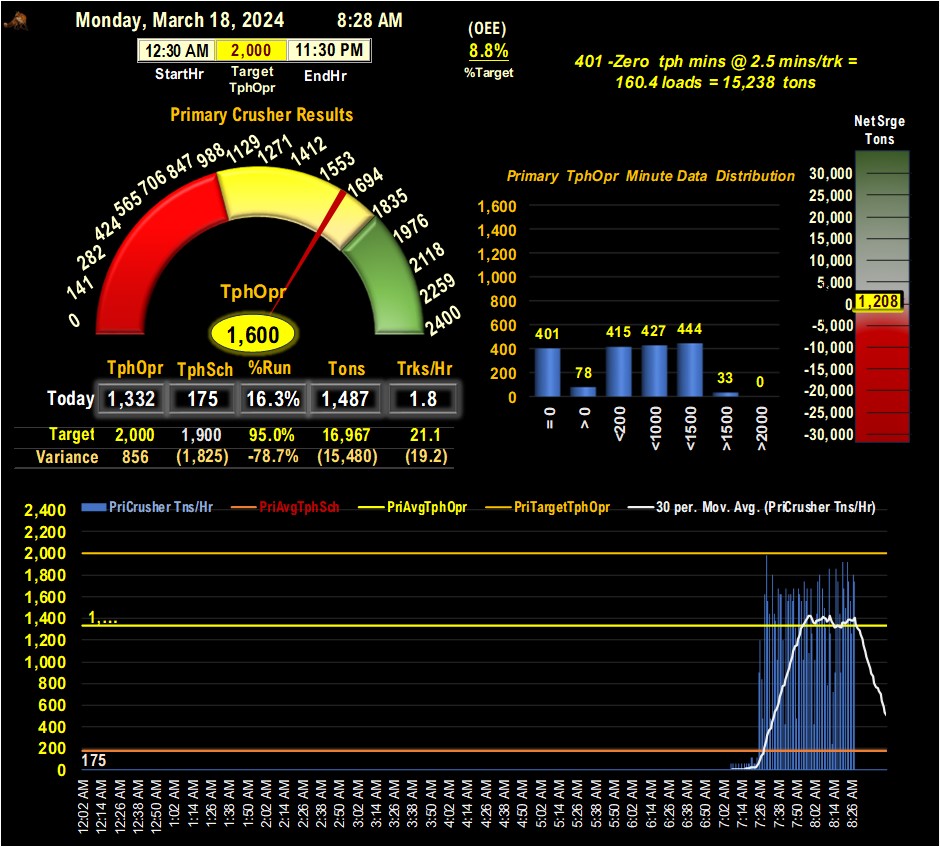 Monday, March 18, 2024 8:28 AM
12:30 AM 2,000 11:30 PM
StartHr Target TphOpr EndHr
(OEE)
8.8%
%Target
401 -Zero tph mins @ 2.5 mins/trk =
160.4 loads = 15,238 tons
Primary Crusher Results
0 141 282 424 565 706 847 988 1129 1271 1412 1553 1694 1835 1976 2118 2259 2400
TphOpr
1,600
TphOpr TphSch %Run Tons Trks/Hr
Today 1,332 175 16.3% 1,487 1.8
Target 2,000 1,900 95.0% 16,967 21.1
Variance 856 (1,825) -78.7% (15,480) (19.2)
Primary TphOpr Minute Data Distribution
1,600
1,400
1,200
1,000
800
600
400
200
0
401 78 415 427 444 33 0
= 0 > 0 <200 <1000 <1500 >1500 >2000
Net Srge
Tons
30,000
25,000
20,000
15,000
10,000
5,000
0
1,208
-5,000
-10,000
-15,000
-20,000
-25,000
-30,000
PriCrusher Tns/Hr PriAvgTphSch PriAvgTphOpr PriTargetTphOpr 30 per. Mov. Avg. (PriCrusher Tns/Hr)
2,400
2,200
2,000
1,800
1,600
1,400
1,200
1,000
800
600
400
200
0
1,...
175
12:02 AM 12:14 AM 12:26 AM 12:38 AM 12:50 AM 1:02 AM 1:14 AM 1:26 AM 1:38 AM 1:50 AM 2:02 AM 2:14 AM 2:26 AM 2:38 AM 2:50 AM 3:02 AM 3:14 AM 3:26 AM 3:38 AM 3:50 AM 4:02 AM 4:14 AM 4:26 AM 4:38 AM 4:50 AM 5:02 AM 5:14 AM 5:26 AM 5:38 AM 5:50 AM 6:02 AM 6:14 AM 6:26 AM 6:38 AM 6:50 AM 7:02 AM 7:14 AM 7:26 AM 7:38 AM 7:50 AM 8:02 AM 8:14 AM 8:26 AM